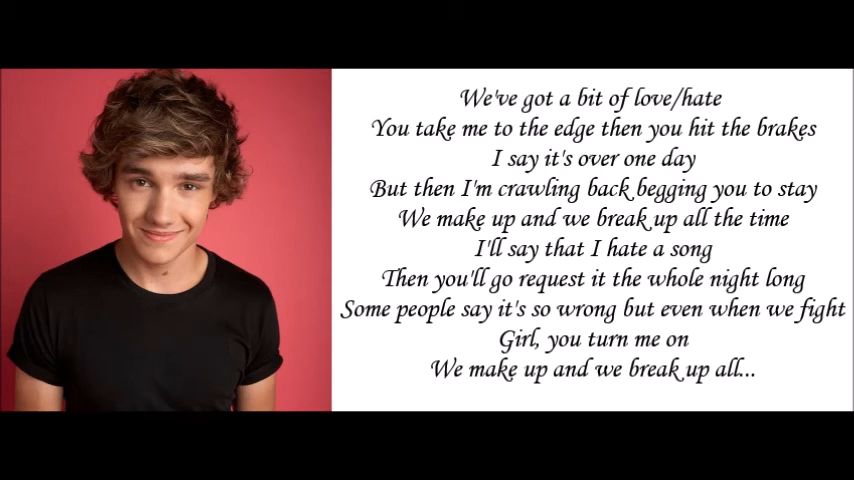 We've got a bit of love/hate
You take me to the edge then you hit the brakes
I say it's over one day
But then I'm crawling back begging you to stay
We make up and we break up all the time
I'll say that I hate a song
Then you'll go request it the whole night long
Some people say it's so wrong but even when we fight
Girl, you turn me on
We make up and we break up all...